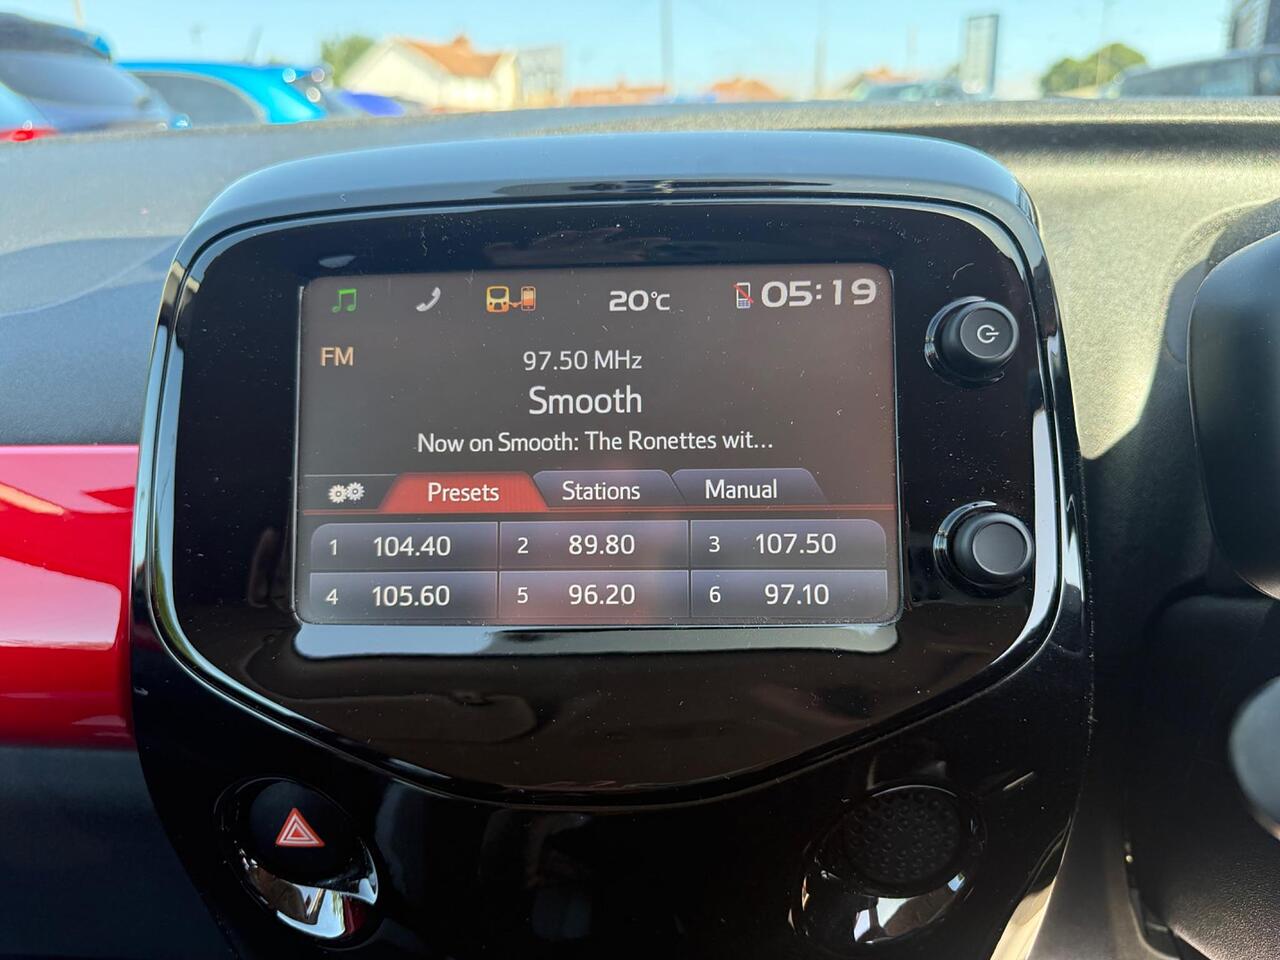 20°C 05:19
FM
97.50 MHz
Smooth
Now on Smooth: The Ronettes wit...
Presets Stations Manual
1 104.40 2 89.80 3 107.50
4 105.60 5 96.20 6 97.10